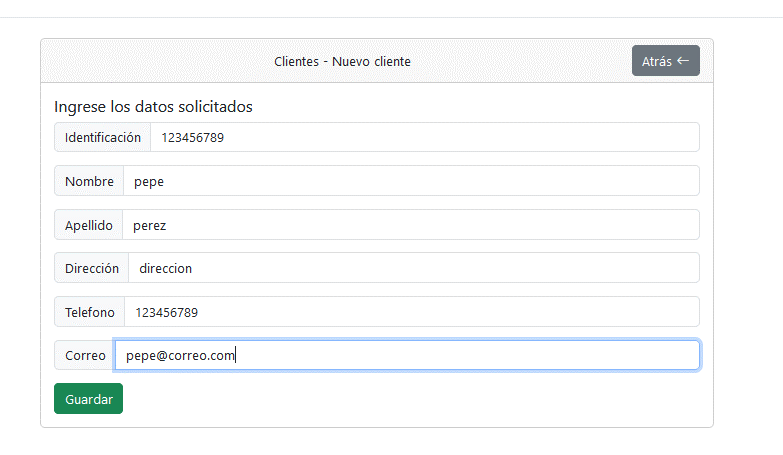 Clientes - Nuevo cliente
Atrás ←
Ingrese los datos solicitados
Identificación 123456789
Nombre pepe
Apellido perez
Dirección direccion
Telefono 123456789
Correo pepe@correo.com
Guardar